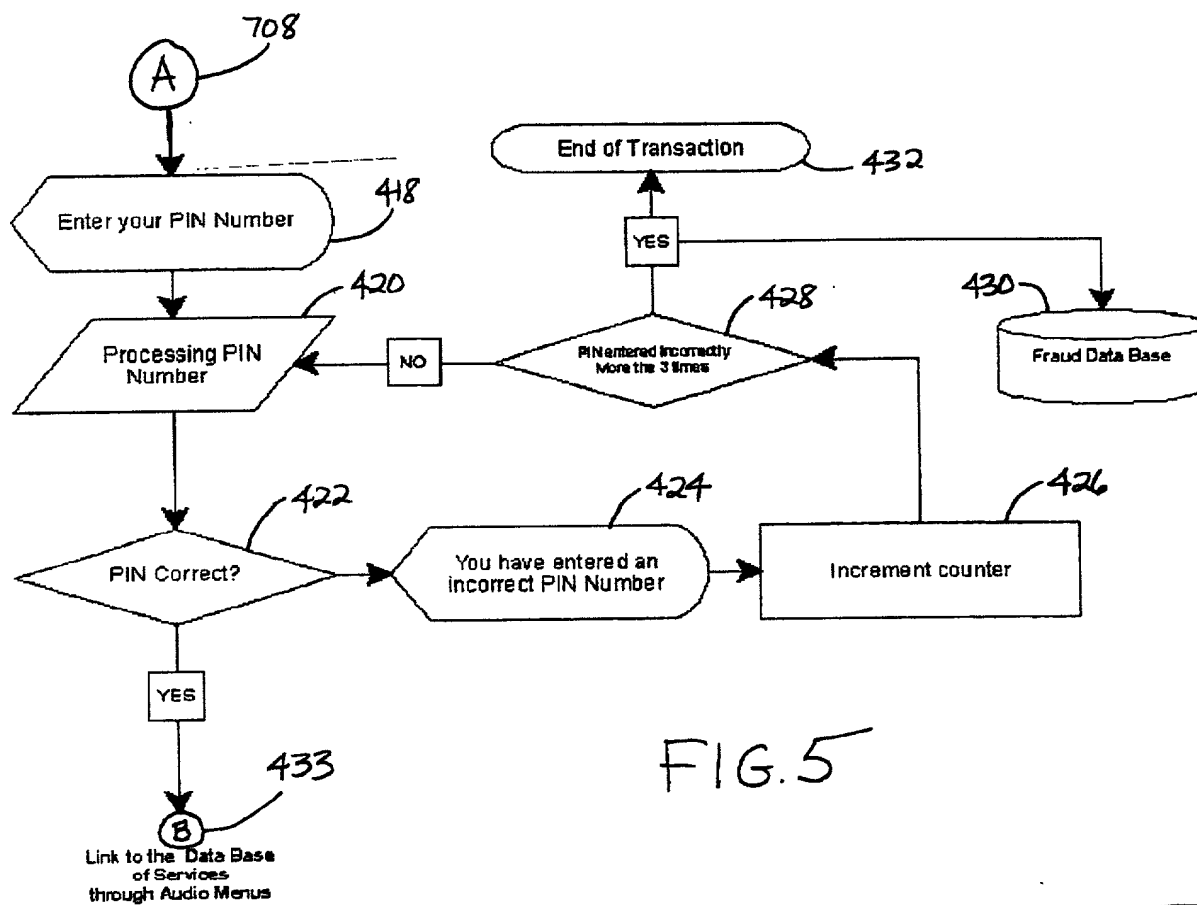 A
708
Enter your PIN Number
418
420
Processing PIN
Number
End of Transaction
432
YES
428
PIN entered Incorrectly
More the 3 times
NO
430
Fraud Data Base
422
PIN Correct?
424
You have entered an
incorrect PIN Number
426
Increment counter
YES
433
B
Link to the Data Base
of Services
through Audio Menus
FIG. 5